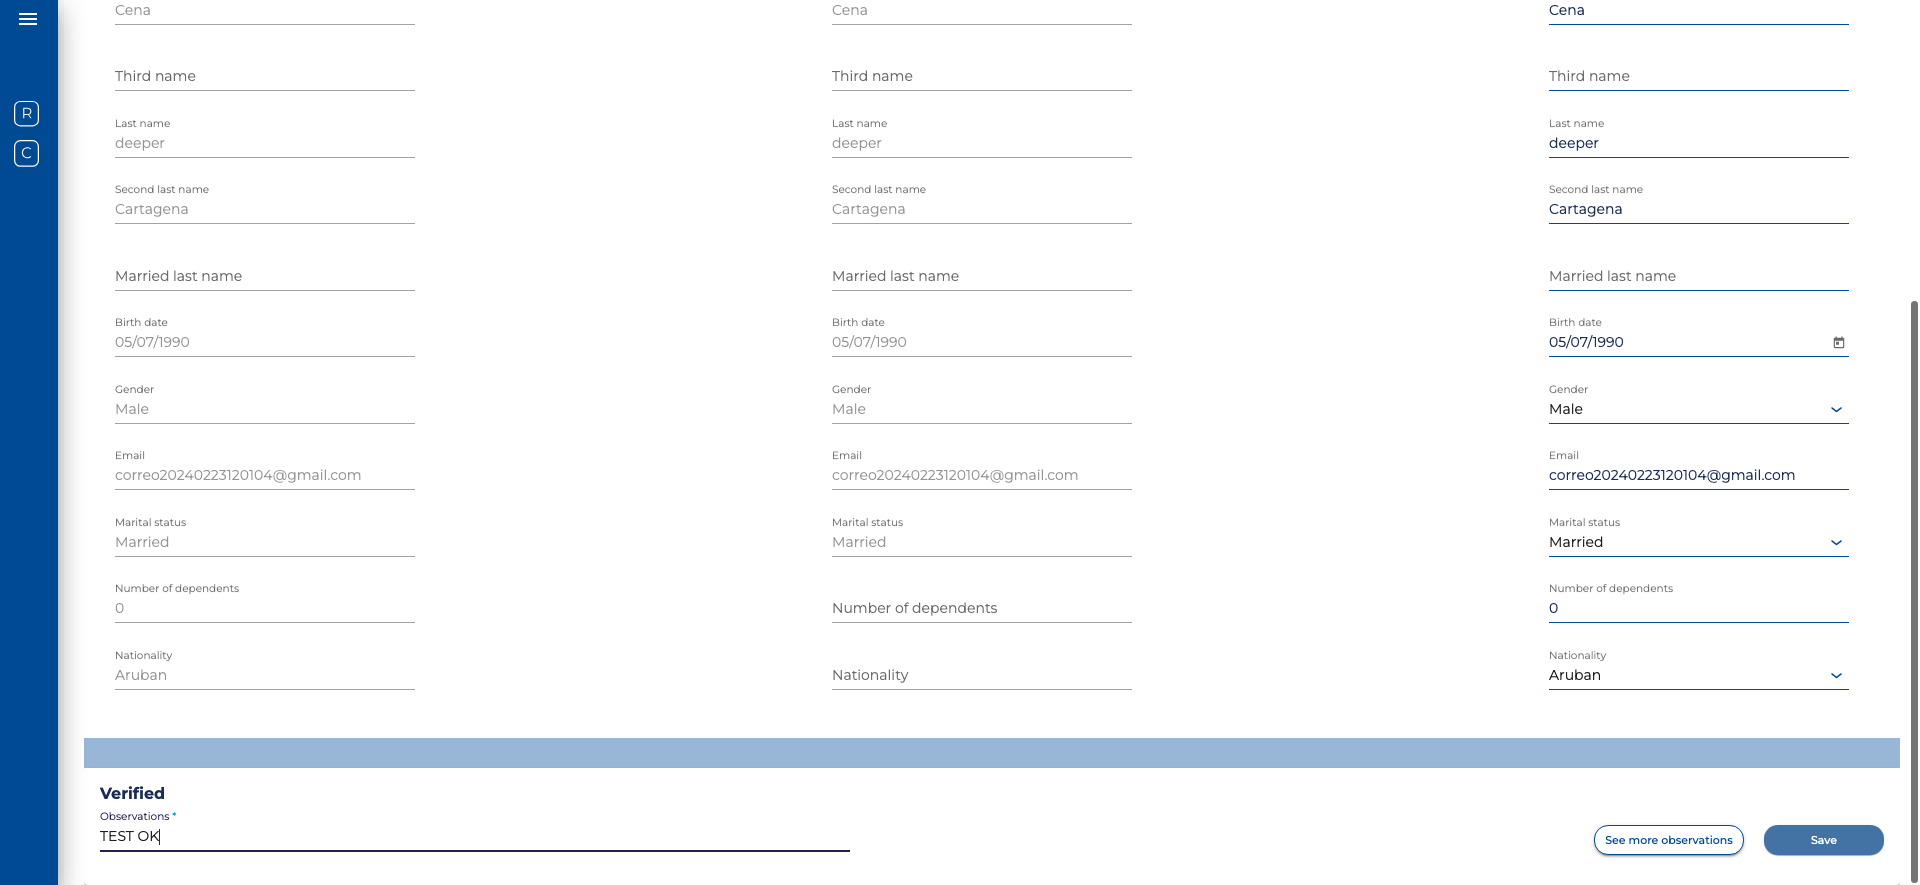 Cena Cena Cena
R
Third name Third name Third name
C
Last name Last name Last name
deeper deeper deeper
Second last name Second last name Second last name
Cartagena Cartagena Cartagena
Married last name Married last name Married last name
Birth date Birth date Birth date
05/07/1990 05/07/1990 05/07/1990
Gender Gender Gender
Male Male Male
Email Email Email
correo20240223120104@gmail.com correo20240223120104@gmail.com correo20240223120104@gmail.com
Marital status Marital status Marital status
Married Married Married
Number of dependents Number of dependents
0 Number of dependents 0
Nationality Nationality
Aruban Nationality Aruban
Verified
Observations *
TEST OK
See more observations Save